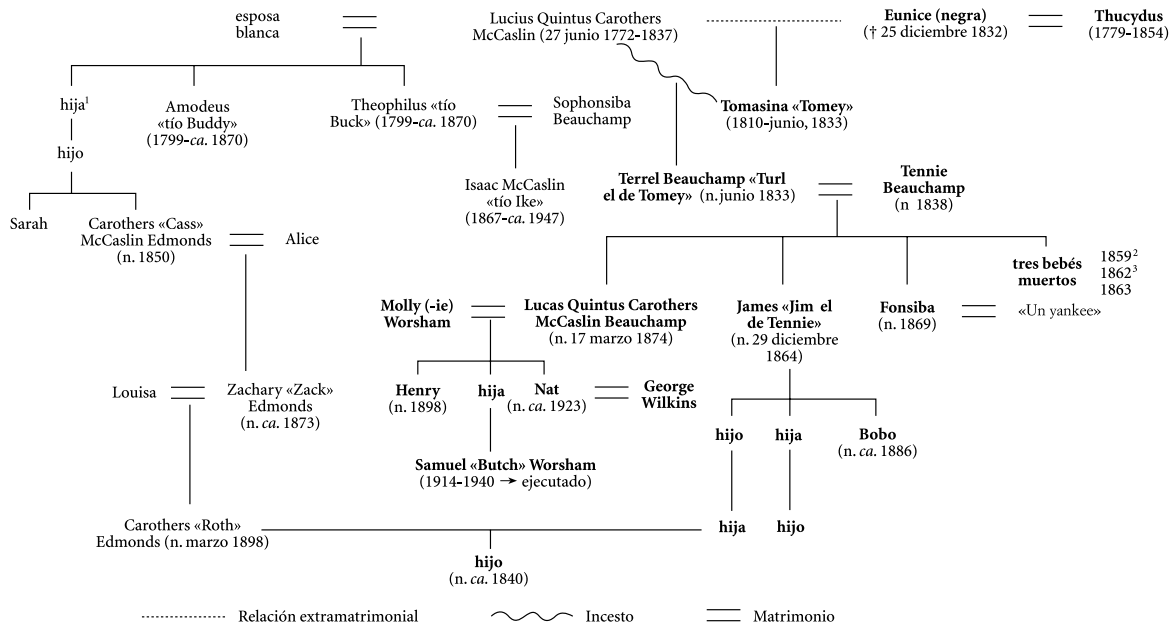 esposa
blanca
Lucius Quintus Carothers
McCaslin (27 junio 1772-1837)
Eunice (negra)
(† 25 diciembre 1832)
Thucydus
(1779-1854)
hija1
Amodeus
«tío Buddy»
(1799-ca. 1870)
Theophilus «tío
Buck» (1799-ca. 1870)
Sophonsiba
Beauchamp
Tomasina «Tomey»
(1810-junio, 1833)
hijo
Isaac McCaslin
«tío Ike»
(1867-ca. 1947)
Terrel Beauchamp «Turl
el de Tomey» (n. junio 1833)
Tennie
Beauchamp
(n 1838)
Sarah
Carothers «Cass»
McCaslin Edmonds
(n. 1850)
Alice
tres bebés
muertos
1859²
1862³
1863
Molly (-ie)
Worsham
Lucas Quintus Carothers
McCaslin Beauchamp
(n. 17 marzo 1874)
James «Jim el
de Tennie»
(n. 29 diciembre
1864)
Fonsiba
(n. 1869)
«Un yankee»
Louisa
Zachary «Zack»
Edmonds
(n. ca. 1873)
Henry
(n. 1898)
hija
Nat
(n. ca. 1923)
George
Wilkins
hijo
hija
Bobo
(n. ca. 1886)
Samuel «Butch» Worsham
(1914-1940 → ejecutado)
Carothers «Roth»
Edmonds (n. marzo 1898)
hija
hijo
hijo
(n. ca. 1840)
Relación extramatrimonial
Incesto
Matrimonio